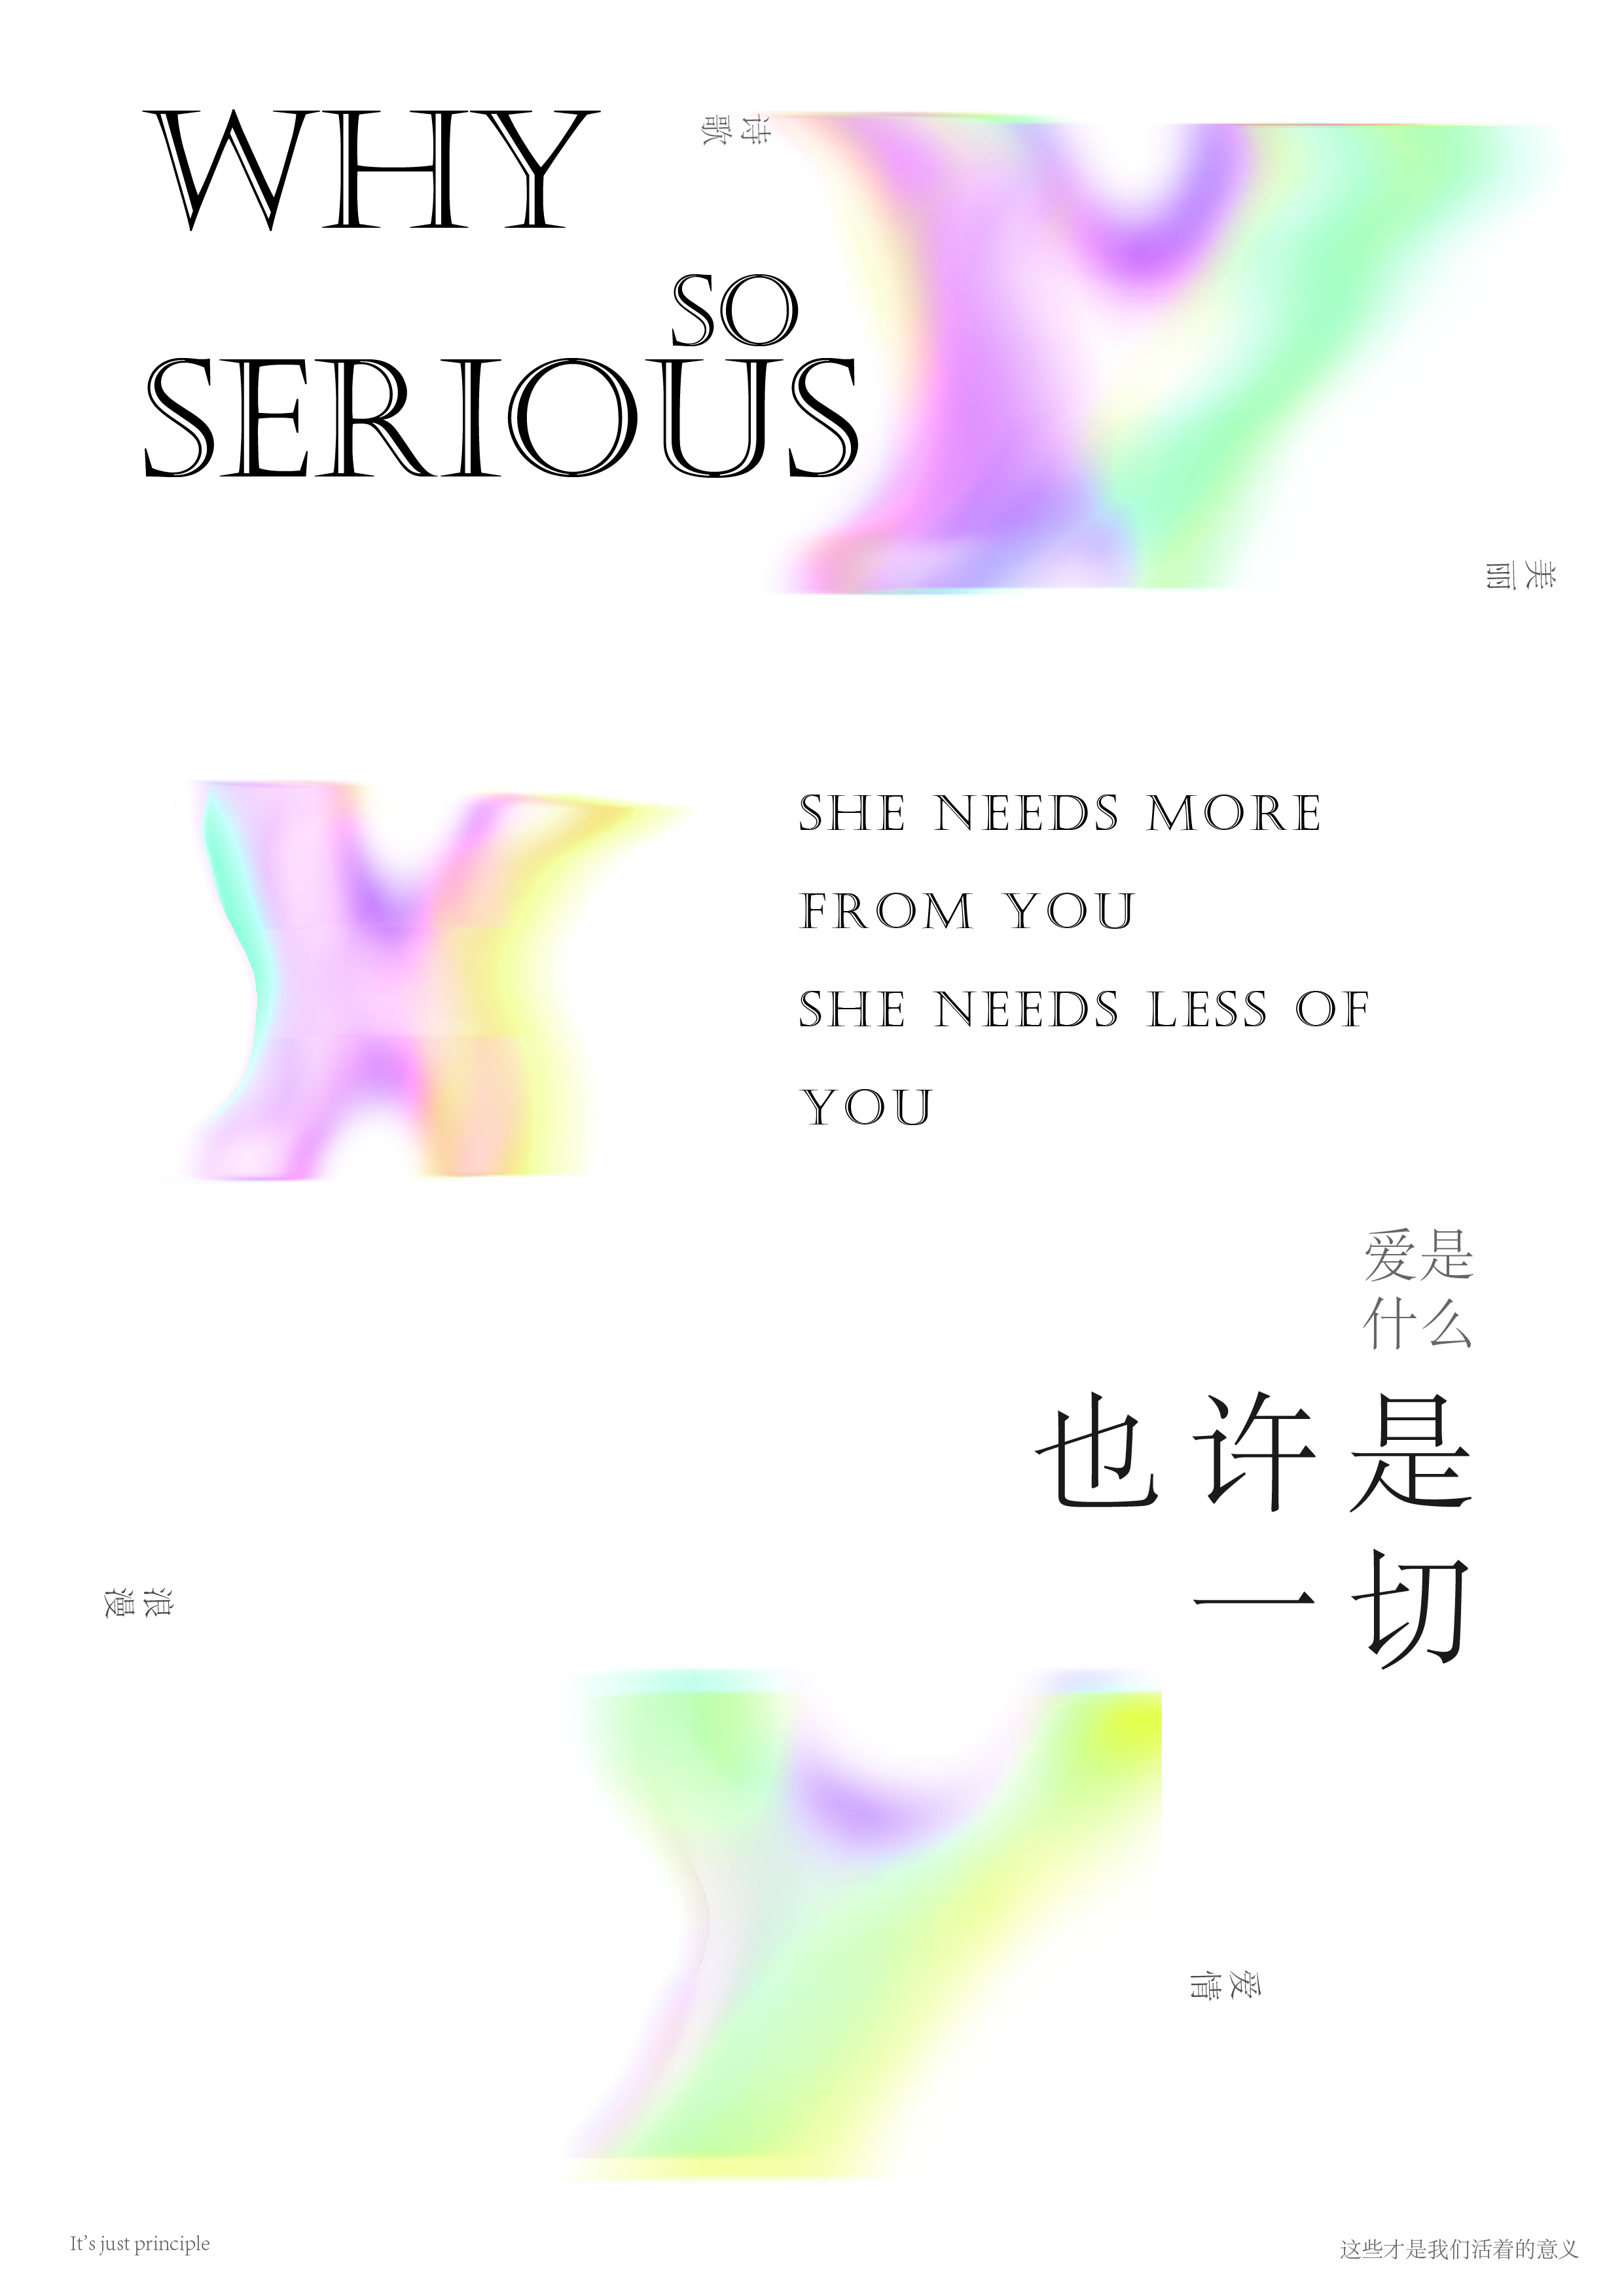 WHY
诗歌
SO
SERIOUS
美丽
SHE NEEDS MORE
FROM YOU
SHE NEEDS LESS OF
YOU
爱是
什么
也许是
一切
浪漫
爱情
It's just principle
这些才是我们活着的意义